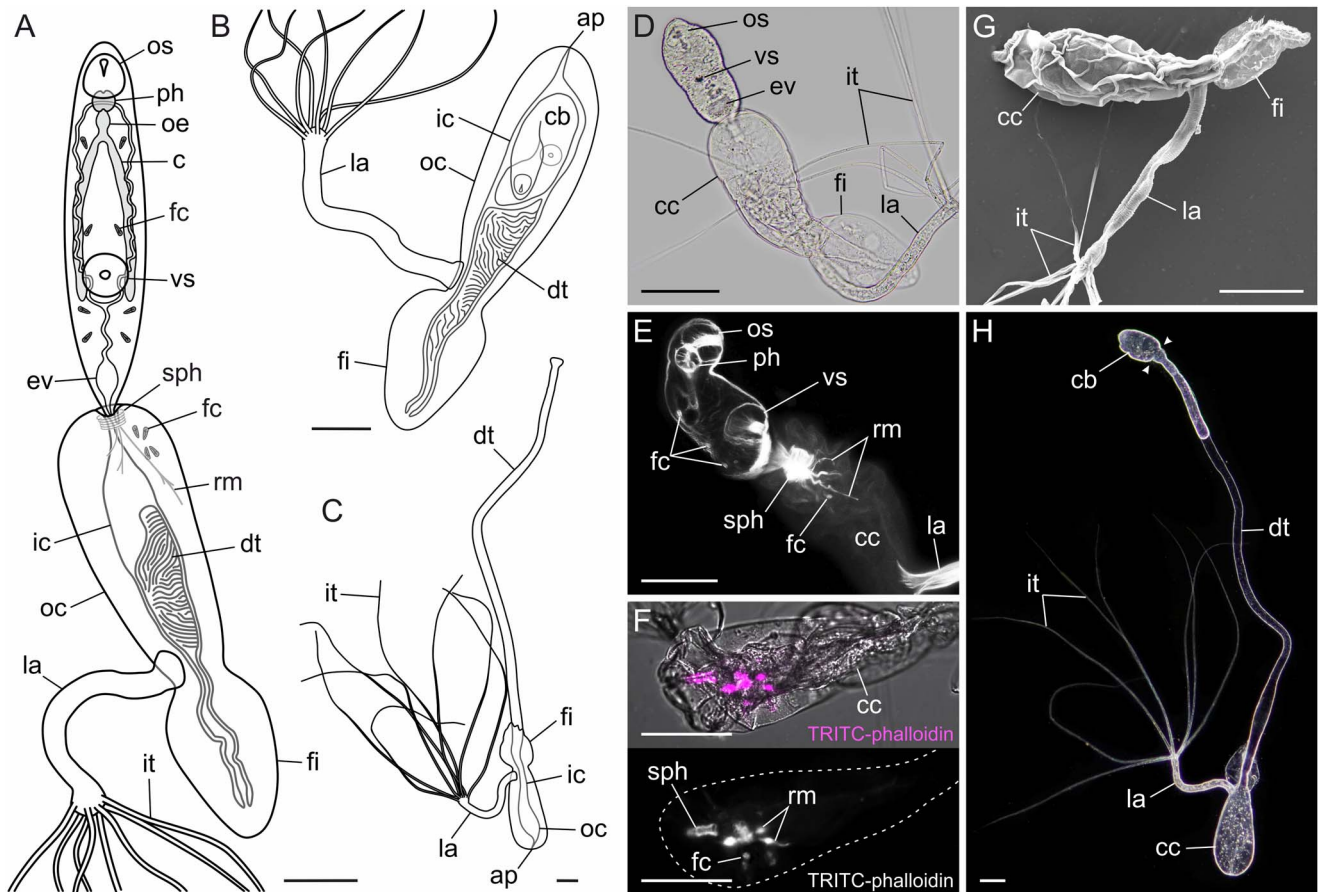 A
os
ph
oe
c
fc
vs
ev
sph
fc
rm
ic
dt
oc
la
fi
it
B
ap
ic
cb
oc
la
dt
fi
C
dt
it
fi
ic
la
oc
ap
D
os
vs
ev
it
cc
fi
la
E
os
ph
vs
fc
rm
sph
fc
cc
la
F
cc
TRITC-phalloidin
sph
rm
fc
TRITC-phalloidin
G
cc
fi
la
it
H
cb
dt
it
la
cc